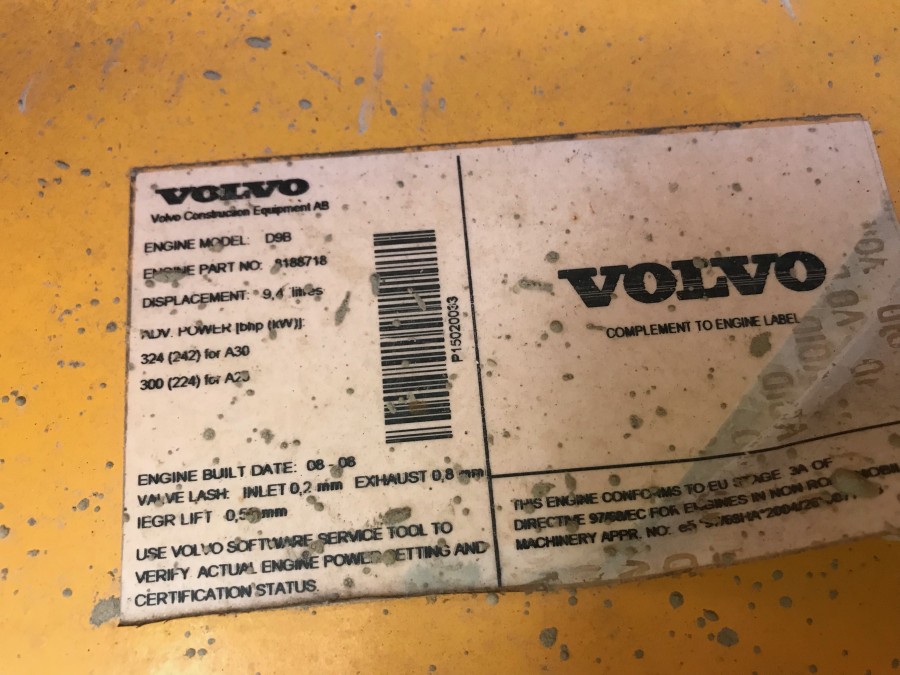 VOLVO
Volvo Construction Equipment AB
ENGINE MODEL: D9B
ENGINE PART NO: 8188718
DISPLACEMENT: 9,4 litres
ADV. POWER [bhp (kW)]:
324 (242) for A30
300 (224) for A25
P15020033
ENGINE BUILT DATE: 08 08
VALVE LASH: INLET 0,2 mm EXHAUST 0,8 mm
IEGR LIFT mm
USE VOLVO SOFTWARE SERVICE TOOL TO
VERIFY ACTUAL ENGINE POWER SETTING AND
CERTIFICATION STATUS.
VOLVO
COMPLEMENT TO ENGINE LABEL
THIS ENGINE CONFORMS TO EU STAGE 3A OF
DIRECTIVE 97/68/EC FOR ENGINES IN NON ROAD
MACHINERY APPR. NO:
VOID